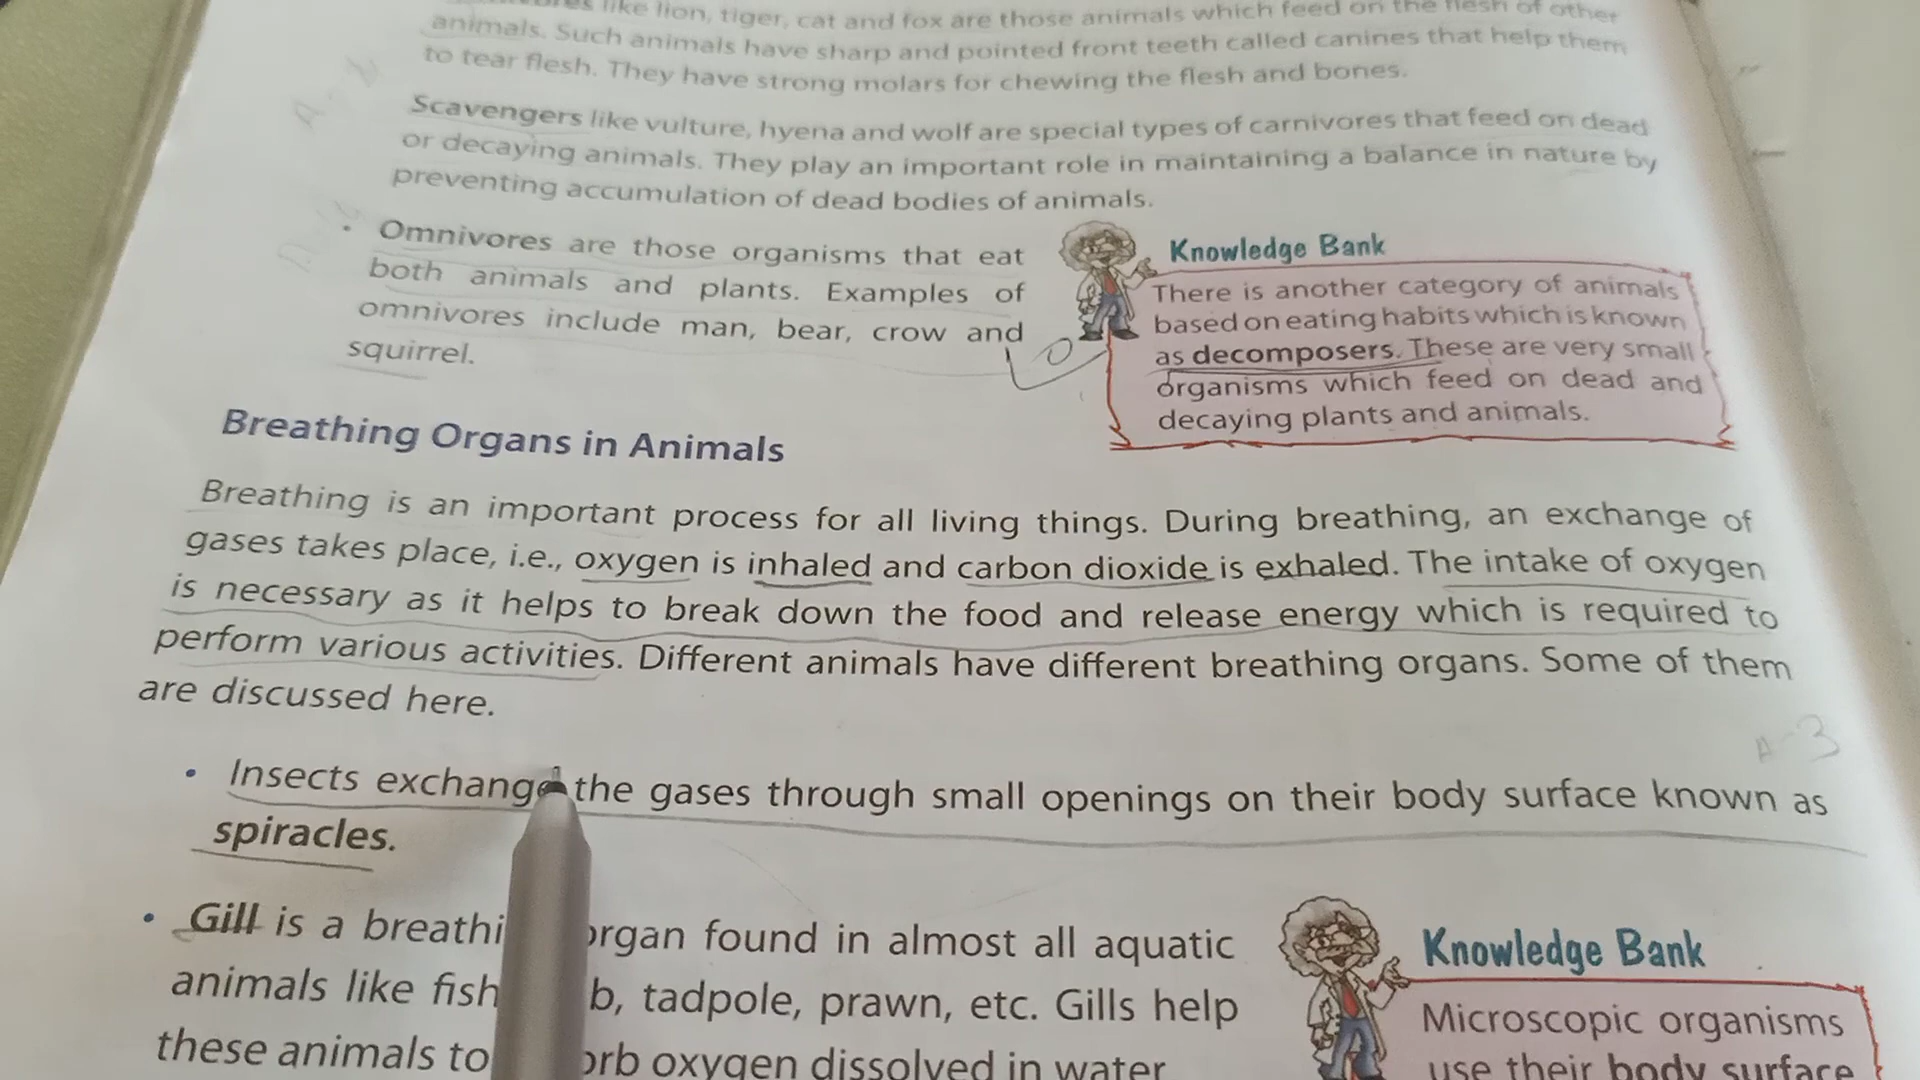 like lion, tiger, cat and fox are those animals which feed on the flesh of other
animals. Such animals have sharp and pointed front teeth called canines that help them
to tear flesh. They have strong molars for chewing the flesh and bones.
Scavengers like vulture, hyena and wolf are special types of carnivores that feed on dead
or decaying animals. They play an important role in maintaining a balance in nature by
preventing accumulation of dead bodies of animals.
• Omnivores are those organisms that eat
both animals and plants. Examples of
omnivores include man, bear, crow and
squirrel.
Knowledge Bank
There is another category of animals
based on eating habits which is known
as decomposers. These are very small
organisms which feed on dead and
decaying plants and animals.
Breathing Organs in Animals
Breathing is an important process for all living things. During breathing, an exchange of
gases takes place, i.e., oxygen is inhaled and carbon dioxide is exhaled. The intake of oxygen
is necessary as it helps to break down the food and release energy which is required to
perform various activities. Different animals have different breathing organs. Some of them
are discussed here.
A-3
• Insects exchange the gases through small openings on their body surface known as
spiracles.
• Gill is a breathi organ found in almost all aquatic
animals like fish b, tadpole, prawn, etc. Gills help
these animals to orb oxygen dissolved in water
Knowledge Bank
Microscopic organisms
use their body surface